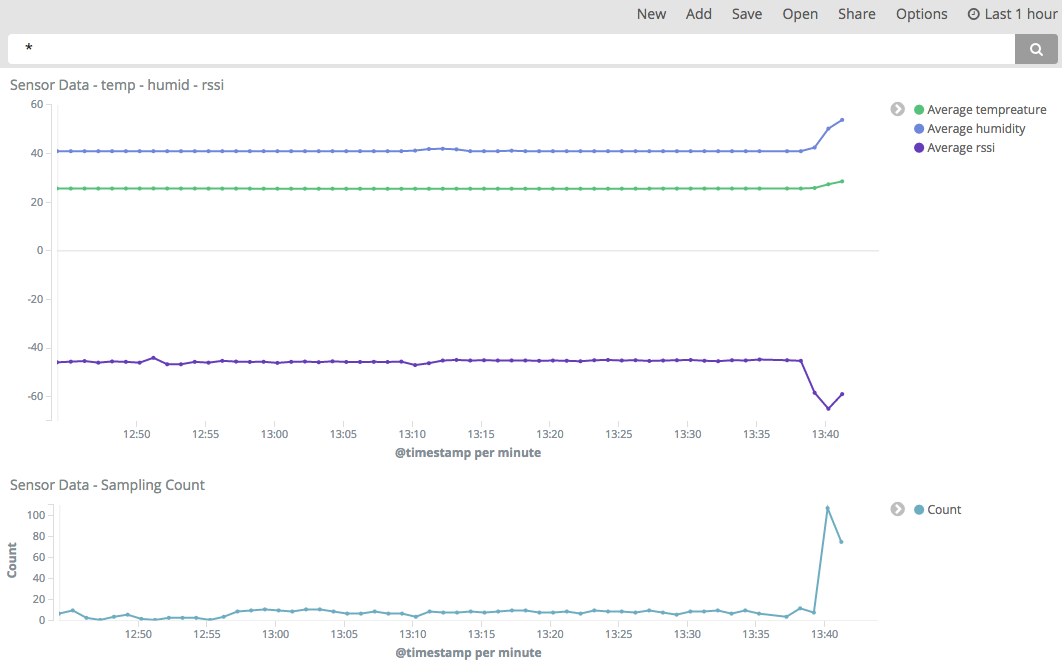 New Add Save Open Share Options Last 1 hour
*
Sensor Data - temp - humid - rssi
60
40
20
0
-20
-40
-60
12:50 12:55 13:00 13:05 13:10 13:15 13:20 13:25 13:30 13:35 13:40
@timestamp per minute
Average tempreature
Average humidity
Average rssi
Sensor Data - Sampling Count
Count
100
80
60
40
20
0
12:50 12:55 13:00 13:05 13:10 13:15 13:20 13:25 13:30 13:35 13:40
@timestamp per minute
Count